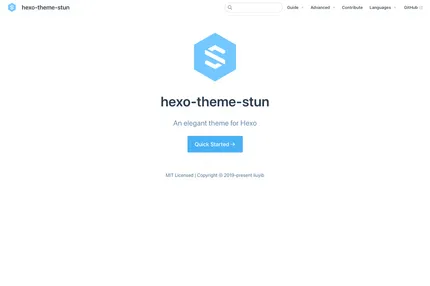 hexo-theme-stun
Guide
Advanced
Contribute
Languages
GitHub
hexo-theme-stun
An elegant theme for Hexo
Quick Started →
MIT Licensed | Copyright © 2019-present liuyib